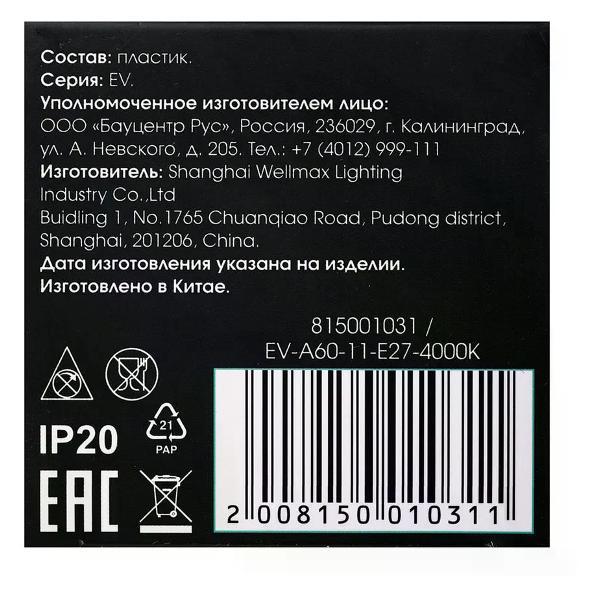 Состав: пластик.
Серия: EV.
Уполномоченное изготовителем лицо:
ООО «Бауцентр Рус», Россия, 236029, г. Калининград,
ул. А. Невского, д. 205. Тел.: +7 (4012) 999-111
Изготовитель: Shanghai Wellmax Lighting
Industry Co.,Ltd
Buidling 1, No.1765 Chuanqiao Road, Pudong district,
Shanghai, 201206, China.
Дата изготовления указана на изделии.
Изготовлено в Китае.
815001031 /
EV-A60-11-E27-4000K
IP20
21
PAP
EAC
2 008150 010311